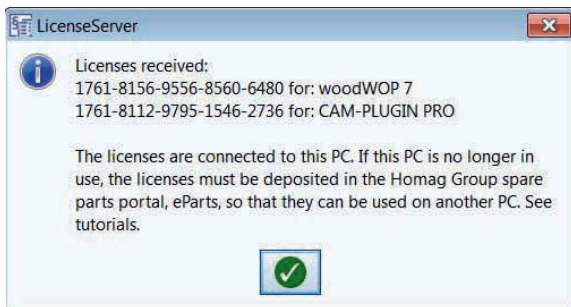 LicenseServer
Licenses received:
1761-8156-9556-8560-6480 for: woodWOP 7
1761-8112-9795-1546-2736 for: CAM-PLUGIN PRO
The licenses are connected to this PC. If this PC is no longer in
use, the licenses must be deposited in the Homag Group spare
parts portal, eParts, so that they can be used on another PC. See
tutorials.